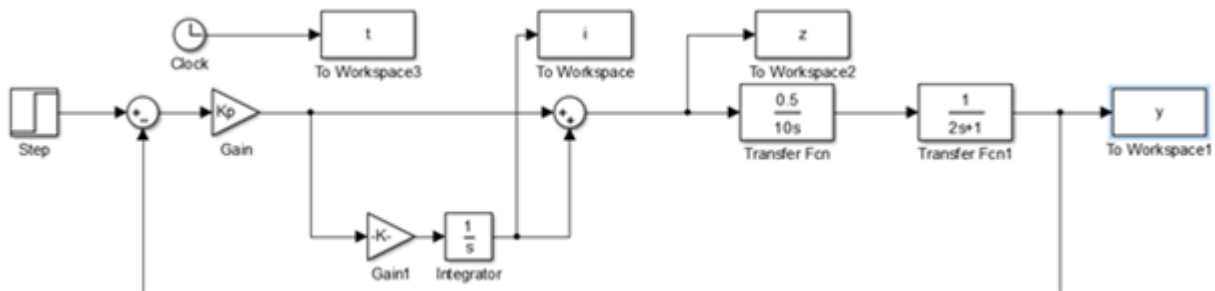 t
i
z
Clock
To Workspace3
To Workspace
To Workspace2
+
-
Kp
+
+
0.5
10s
1
2s+1
y
Step
Gain
Transfer Fcn
Transfer Fcn1
To Workspace1
-K-
1
s
Gain1
Integrator